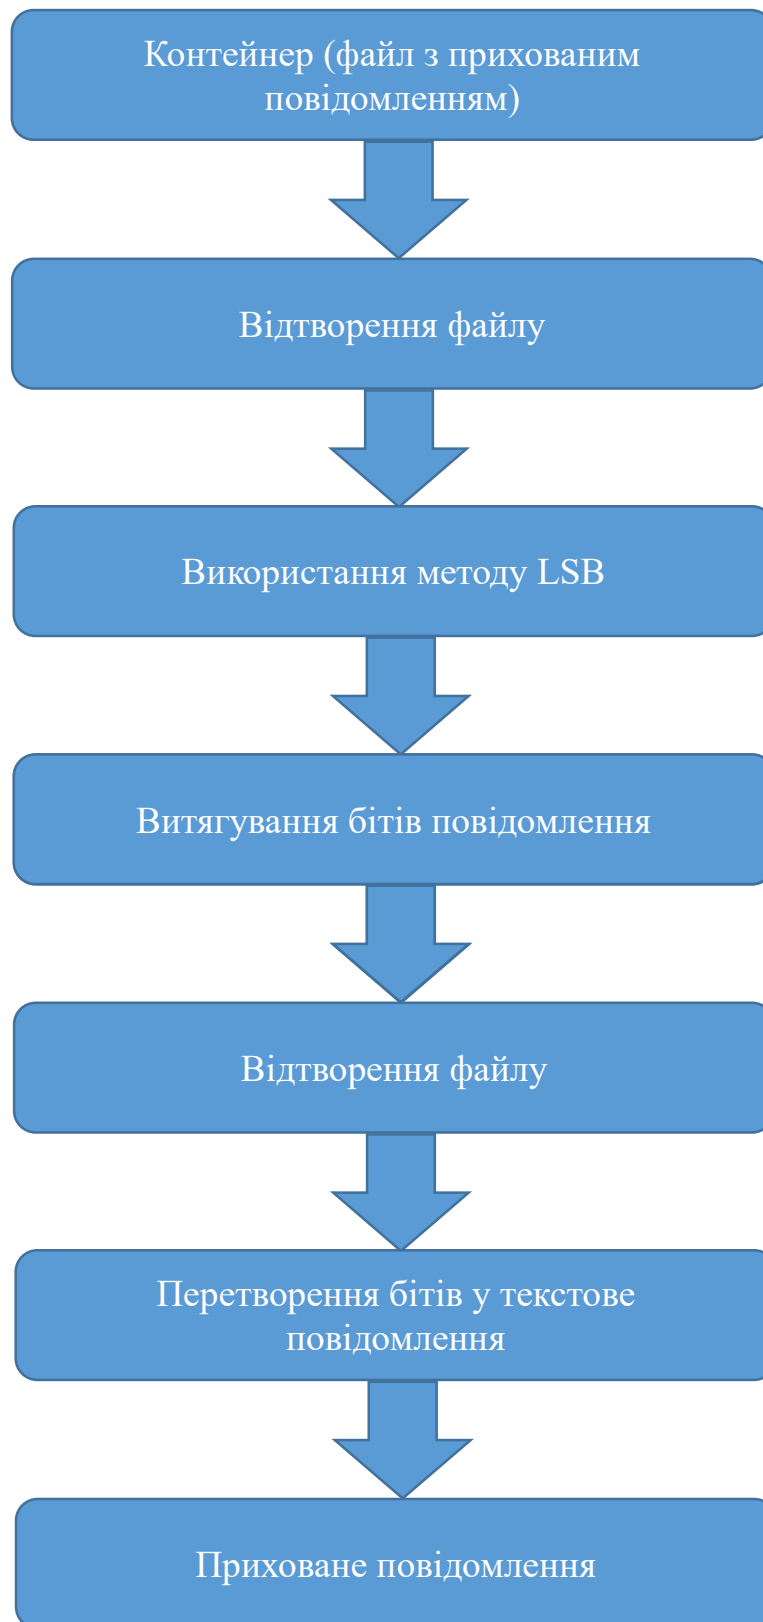 Контейнер (файл з прихованим
повідомленням)
Відтворення файлу
Використання методу LSB
Витягування бітів повідомлення
Відтворення файлу
Перетворення бітів у текстове
повідомлення
Приховане повідомлення